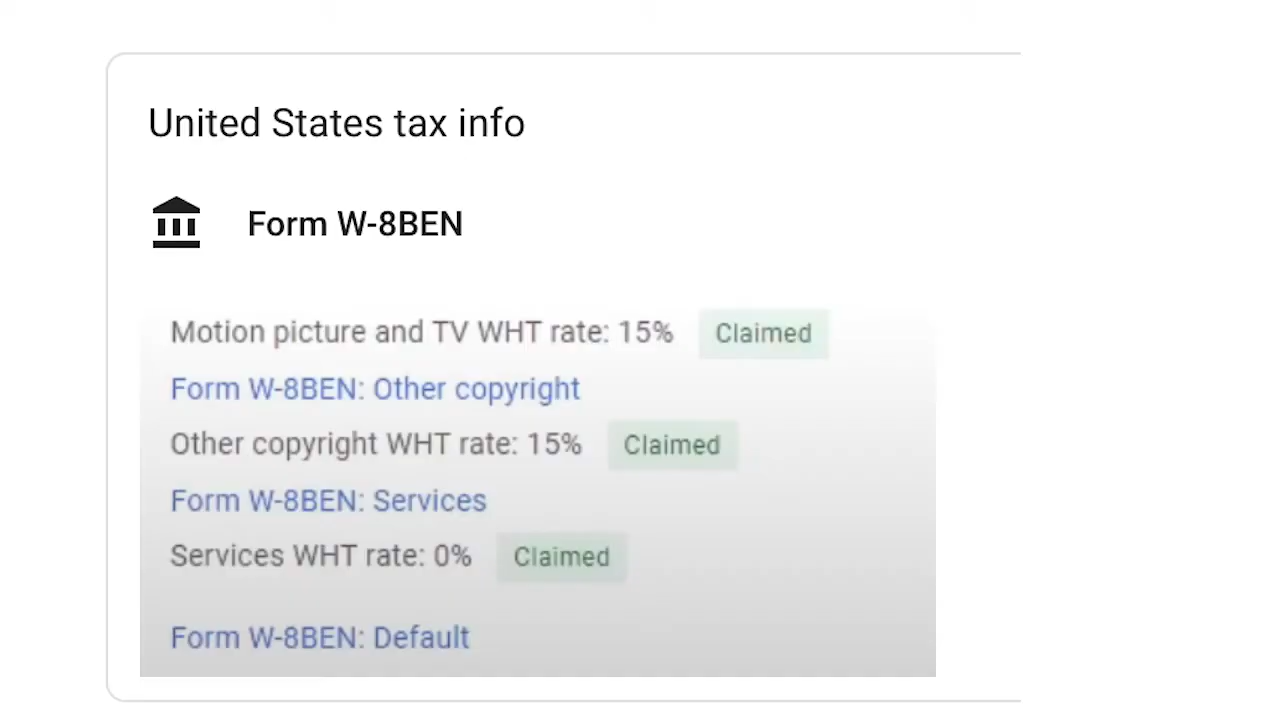 United States tax info
Form W-8BEN
Motion picture and TV WHT rate: 15% Claimed
Form W-8BEN: Other copyright
Other copyright WHT rate: 15% Claimed
Form W-8BEN: Services
Services WHT rate: 0% Claimed
Form W-8BEN: Default